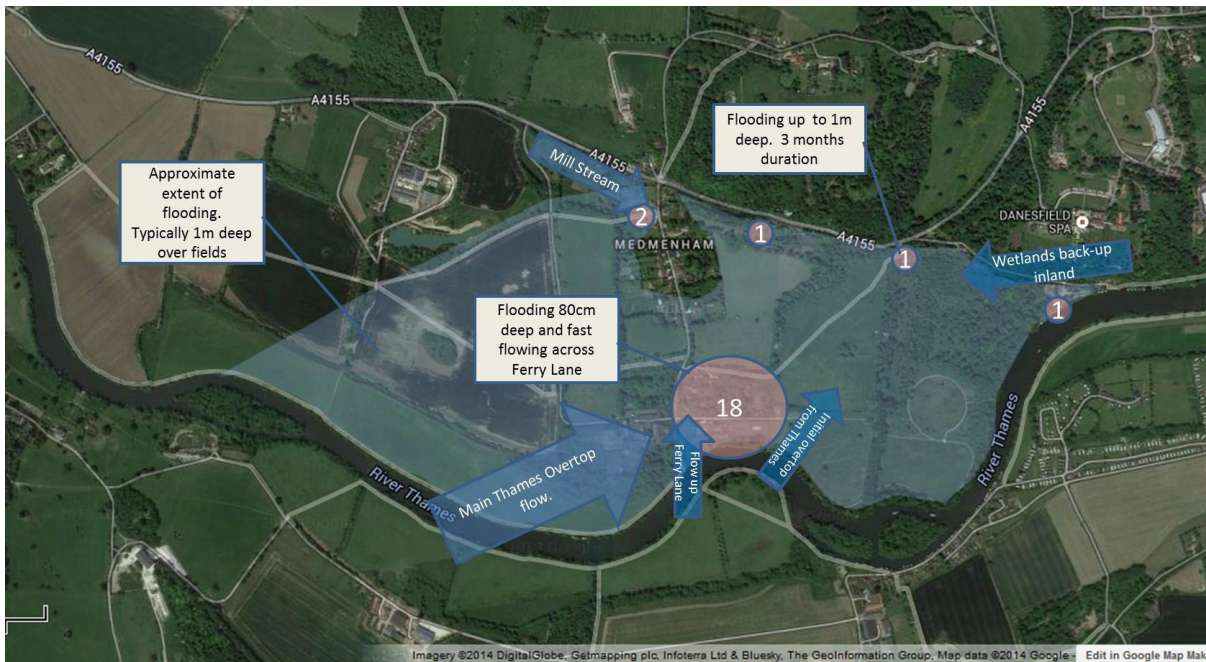 A4155
A4155
A4155
A4155
A4155
Mill Stream
Flooding up to 1m
deep. 3 months
duration
Approximate
extent of
flooding.
Typically 1m deep
over fields
2
MEDMENHAM
1
1
DANESFIELD
SPA
Wetlands back-up
inland
1
Flooding 80cm
deep and fast
flowing across
Ferry Lane
18
Initial overtop
from Thames
Flow up
Ferry Lane
Main Thames Overtop
flow.
River Thames
River Thames
Imagery ©2014 DigitalGlobe, Getmapping plc, Infoterra Ltd & Bluesky, The GeoInformation Group, Map data ©2014 Google -
Edit in Google Map Mak